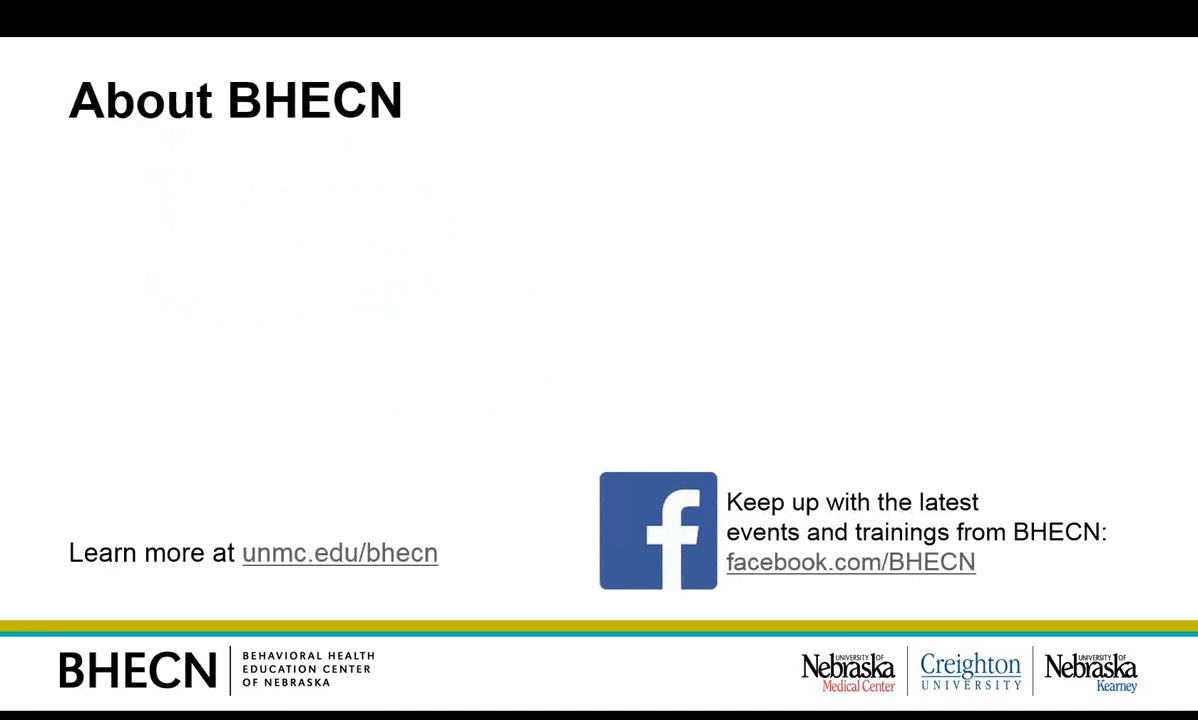 About BHECN
Learn more at unmc.edu/bhecn
Keep up with the latest
events and trainings from BHECN:
facebook.com/BHECN
BHECN
BEHAVIORAL HEALTH
EDUCATION CENTER
OF NEBRASKA
UNIVERSITY OF
Nebraska
Medical Center
Creighton
UNIVERSITY
UNIVERSITY OF
Nebraska
Kearney